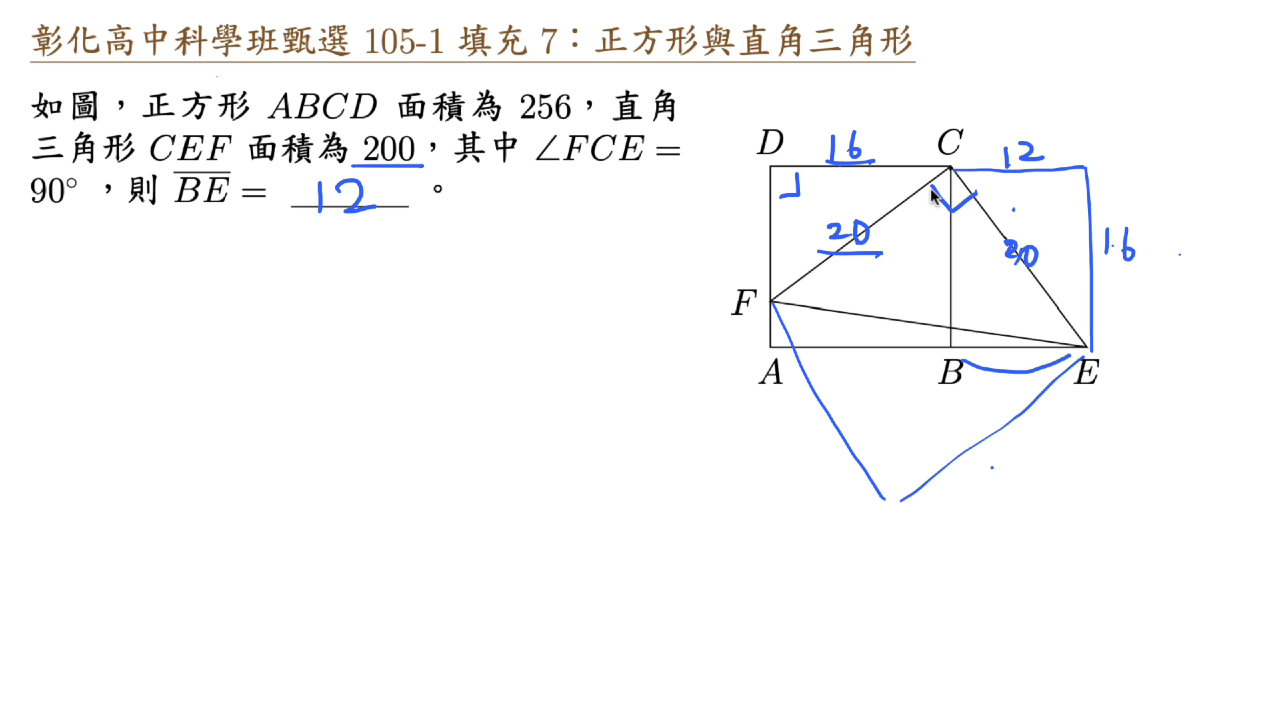 彰化高中科學班甄選 105-1 填充 7：正方形與直角三角形
如圖，正方形 ABCD 面積為 256，直角
三角形 CEF 面積為 200，其中 ∠FCE =
90° ，則 BE = 12 。
D 16 C 12
20
20 16
F
A B E